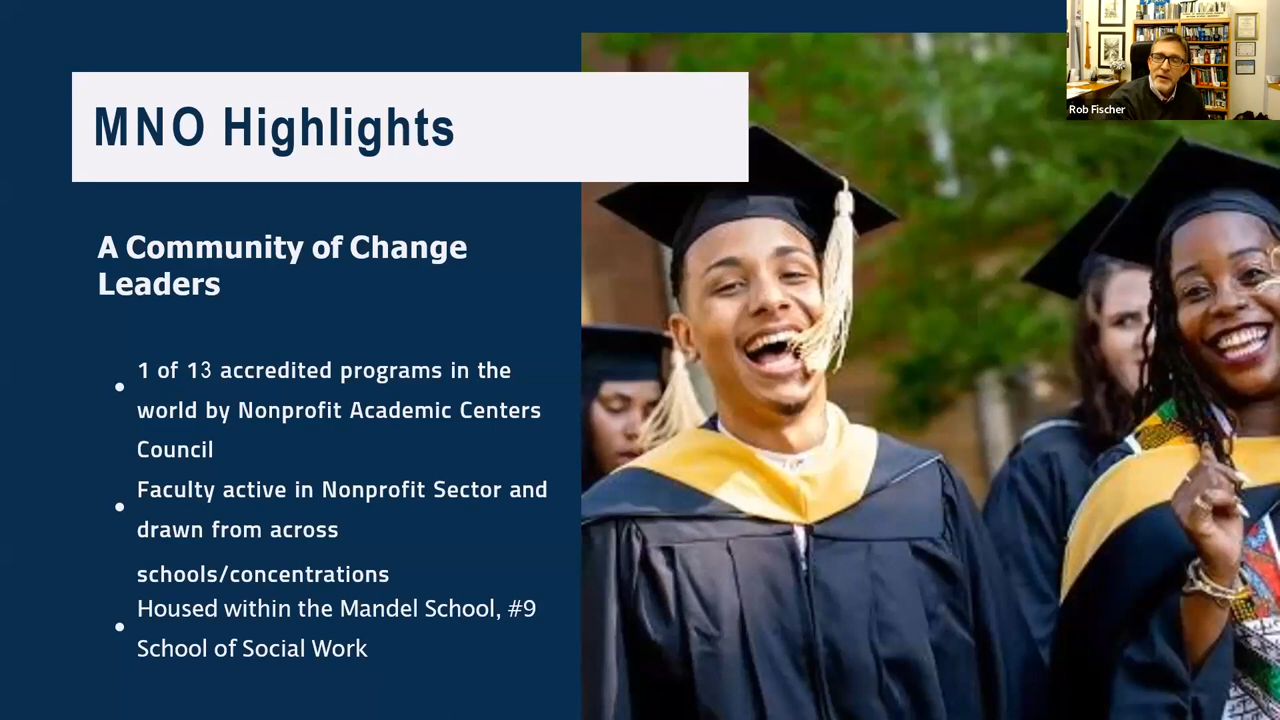 MNO Highlights
Rob Fischer
A Community of Change
Leaders
1 of 13 accredited programs in the
world by Nonprofit Academic Centers
Council
Faculty active in Nonprofit Sector and
drawn from across
schools/concentrations
Housed within the Mandel School, #9
School of Social Work